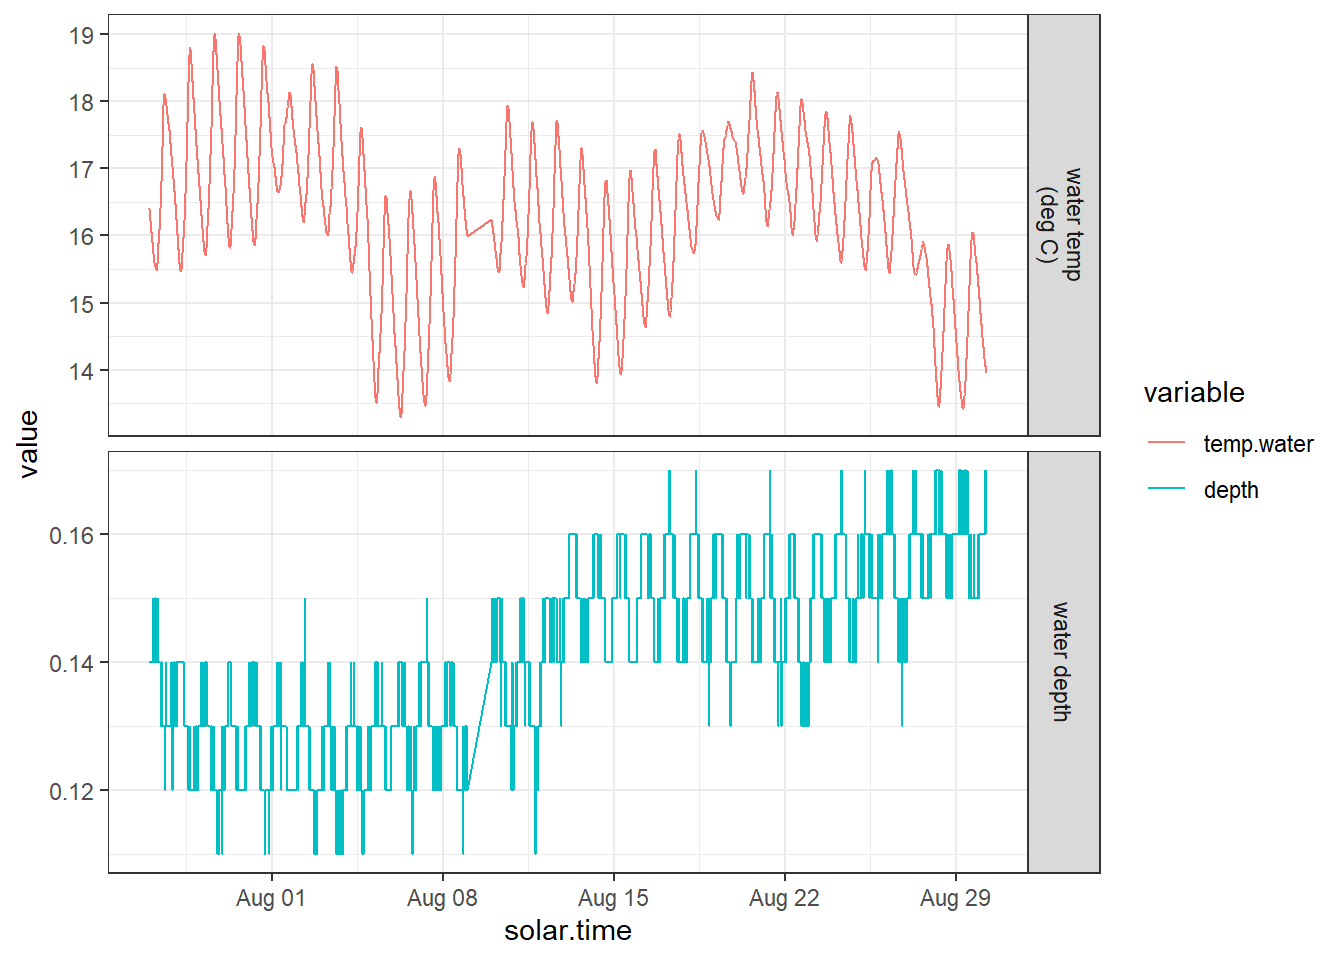 19
18
17
16
15
14
water temp
(deg C)
value
0.16
0.14
0.12
water depth
Aug 01
Aug 08
Aug 15
Aug 22
Aug 29
solar.time
variable
temp.water
depth